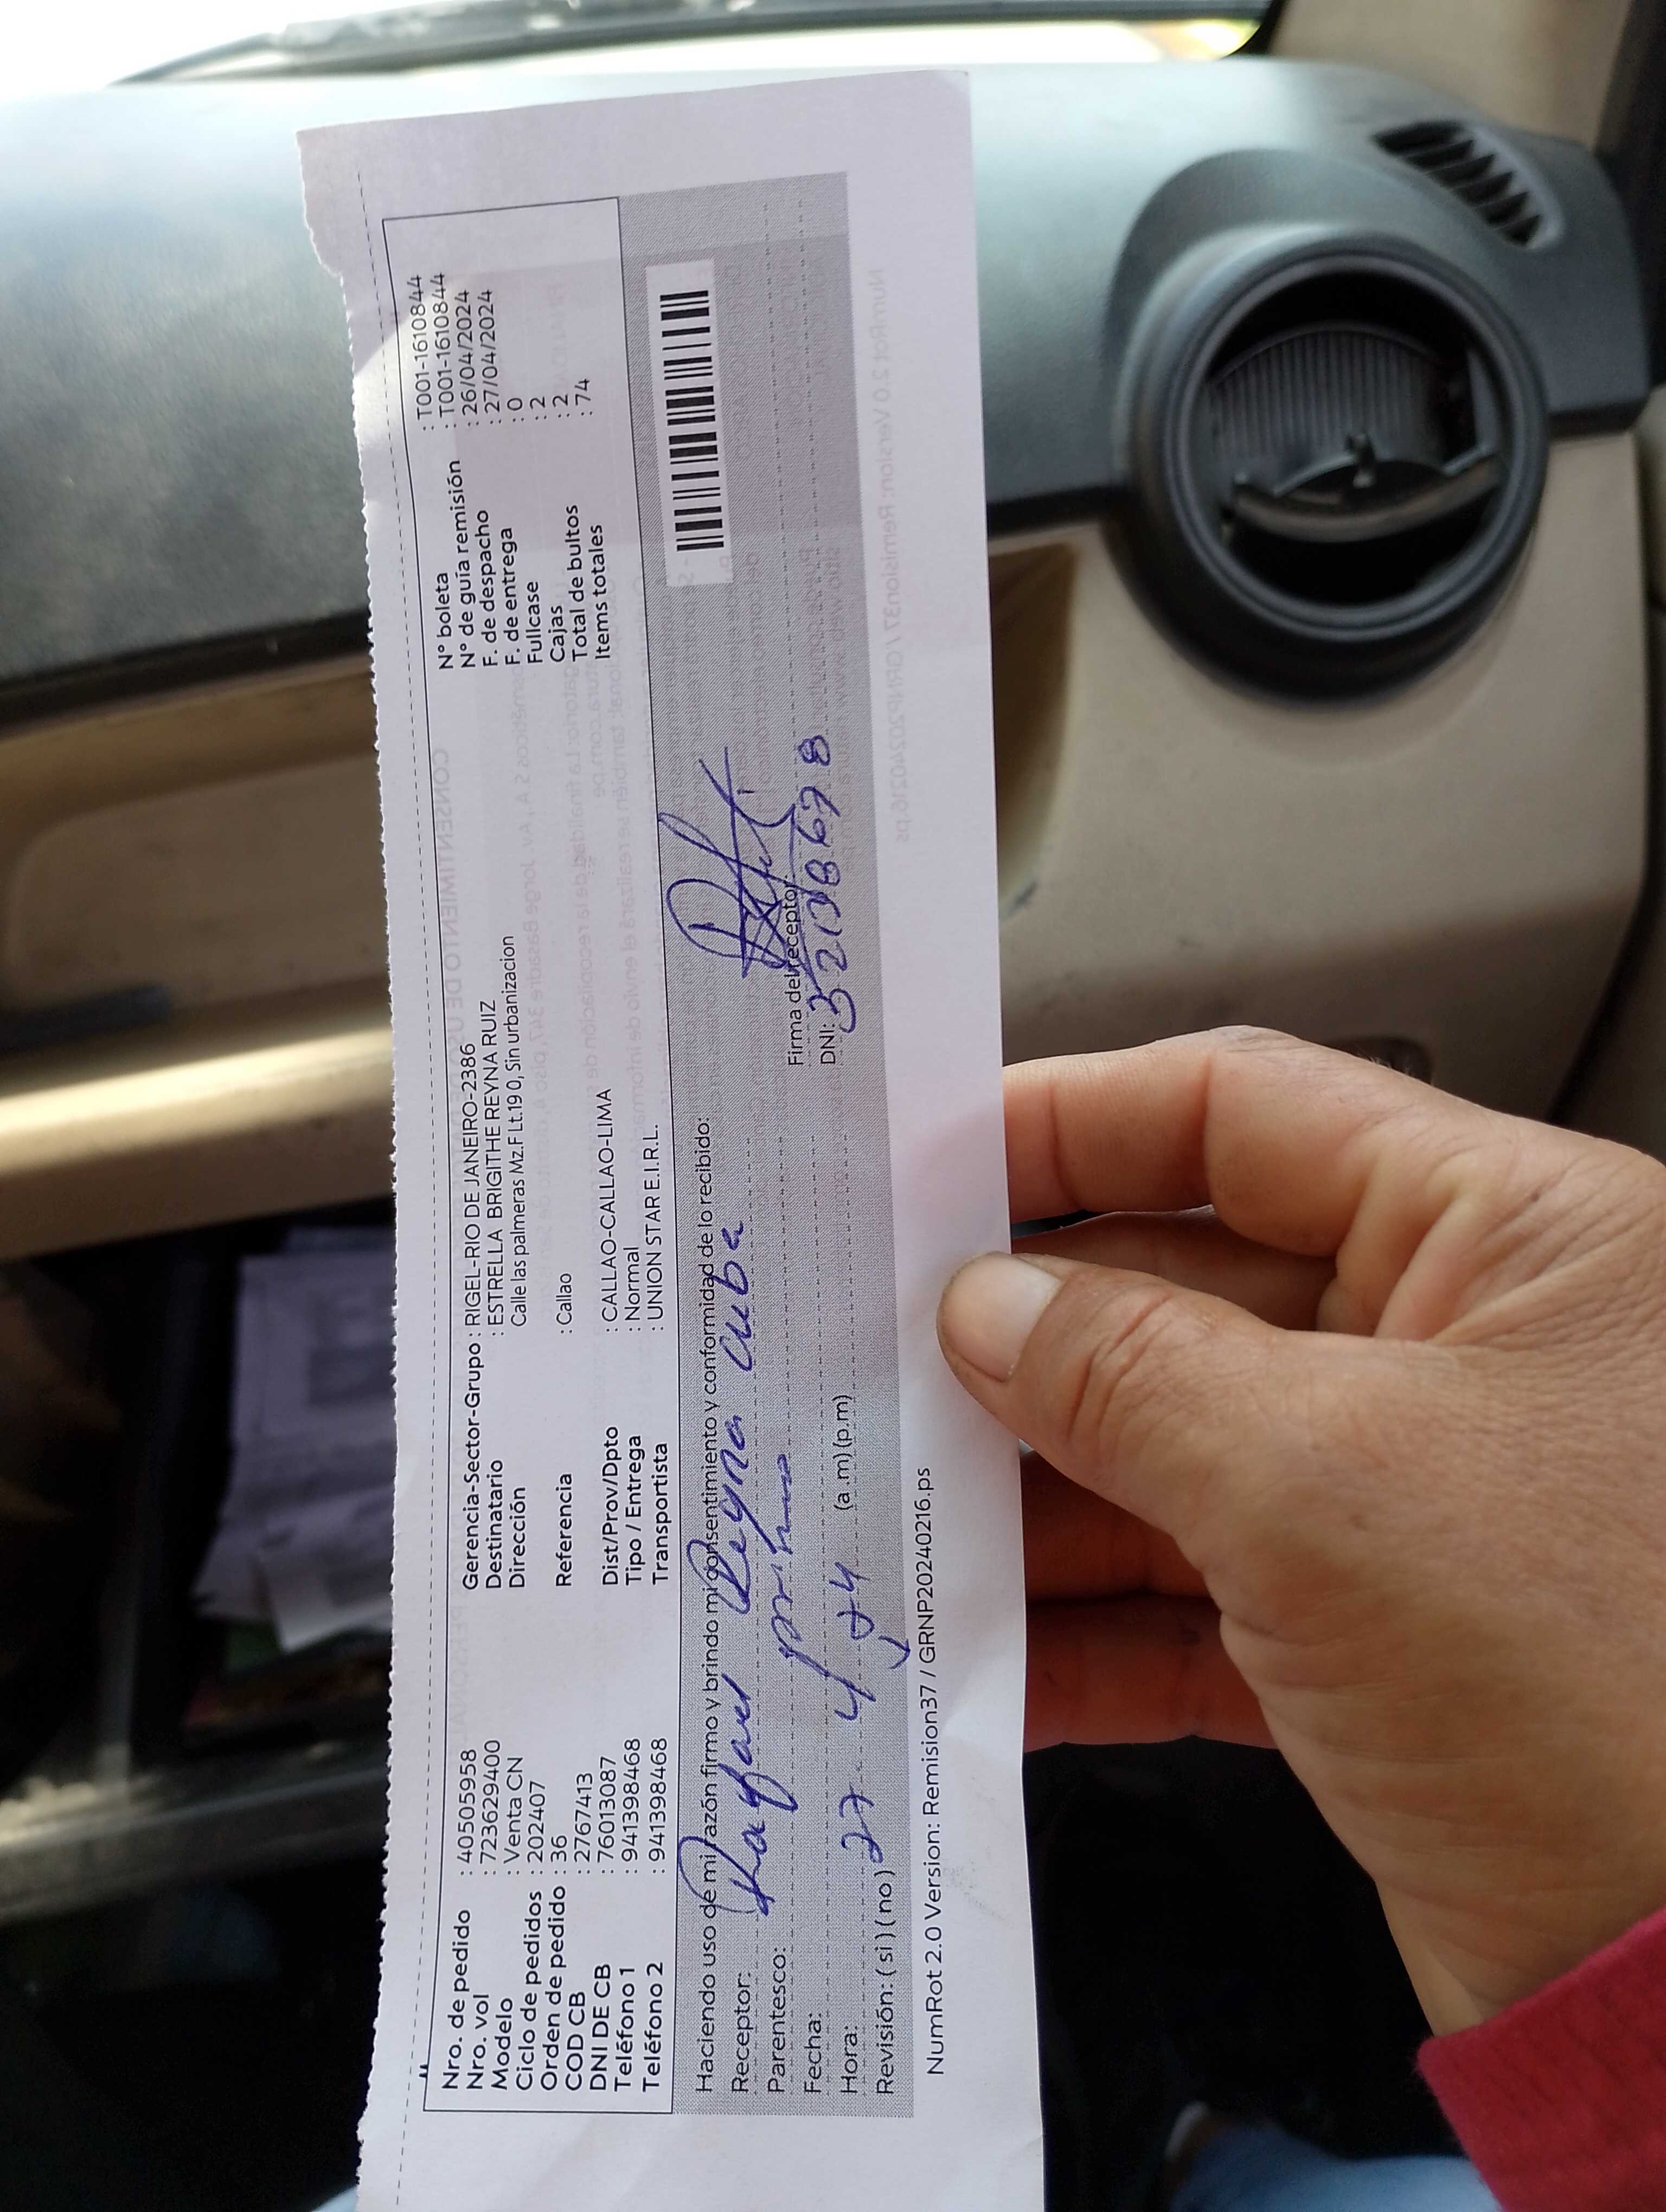 Nro. de pedido : 40505958
Nro. vol : 723629400
Modelo : Venta CN
Ciclo de pedidos : 202407
Orden de pedido : 36
COD CB : 2767413
DNI DE CB : 76013087
Teléfono 1 : 941398468
Teléfono 2 : 941398468
Gerencia-Sector-Grupo : RIGEL-RIO DE JANEIRO-2386
Destinatario : ESTRELLA BRIGITHE REYNA RUIZ
Dirección Calle las palmeras Mz.F Lt.19 0, Sin urbanizacion
Referencia : Callao
Dist/Prov/Dpto : CALLAO-CALLAO-LIMA
Tipo / Entrega : Normal
Transportista : UNION STAR E.I.R.L.
N° boleta : T001-1610844
N° de guía remisión : T001-1610844
F. de despacho : 26/04/2024
F. de entrega : 27/04/2024
Fullcase : 0
Cajas : 2
Total de bultos : 2
Items totales : 74
Haciendo uso de mi razón firmo y brindo mi consentimiento y conformidad de lo recibido:
Receptor: Rafael Reyna Cuba
Parentesco: primo
Fecha:
Hora: 27 4 24 (a .m) (p.m)
Revisión: ( si ) ( no )
Firma del receptor:
DNI:
NumRot 2.0 Version: Remision37 / GRNP20240216.ps